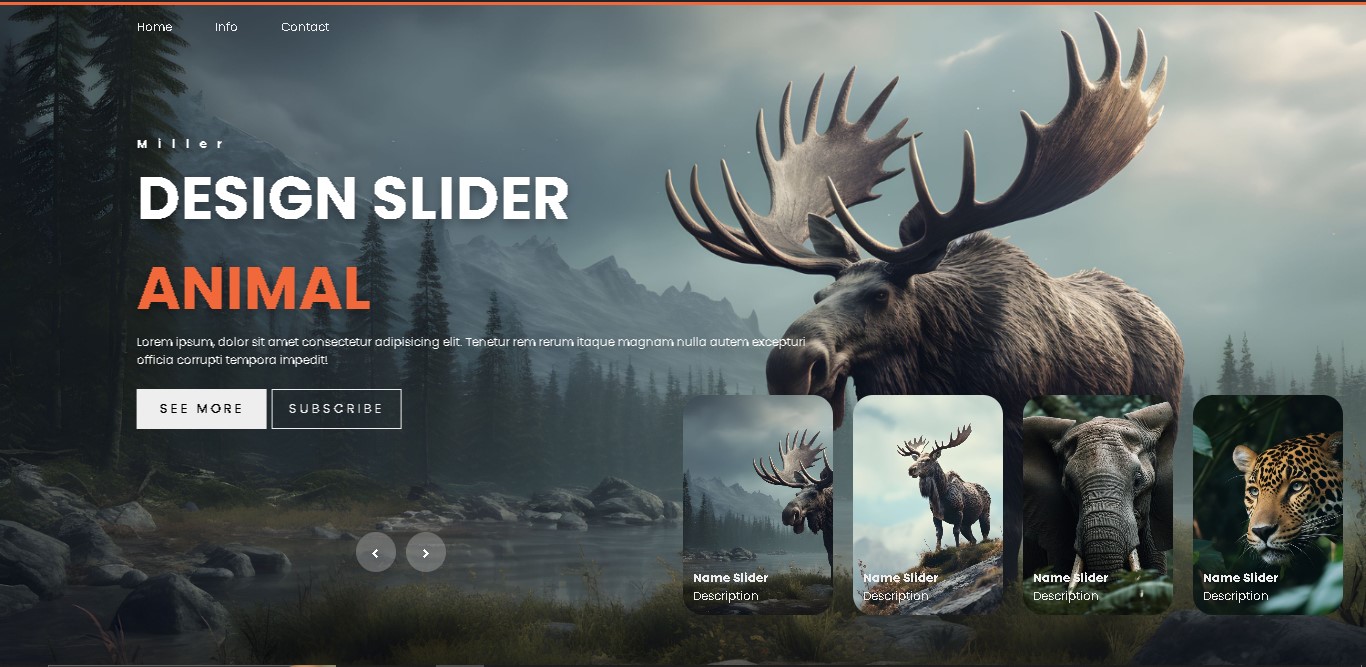 Home Info Contact
Miller
DESIGN SLIDER
ANIMAL
Lorem ipsum, dolor sit amet consectetur adipisicing elit. Tenetur rem rerum itaque magnam nulla autem excepturi
officia corrupti tempora impedit!
SEE MORE SUBSCRIBE
Name Slider
Description
Name Slider
Description
Name Slider
Description
Name Slider
Description